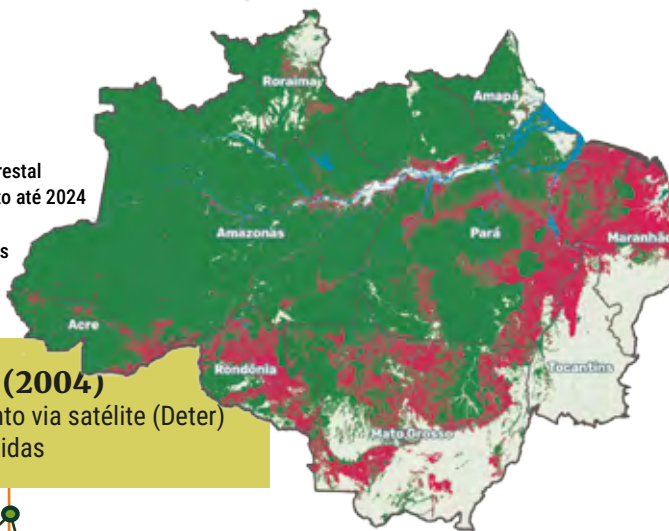 Roraima
Amapá
restal
to até 2024
s
Amazonas
Pará
Maranhão
Acre
Rondônia
Tocantins
(2004)
nto via satélite (Deter)
idas
Mato Grosso